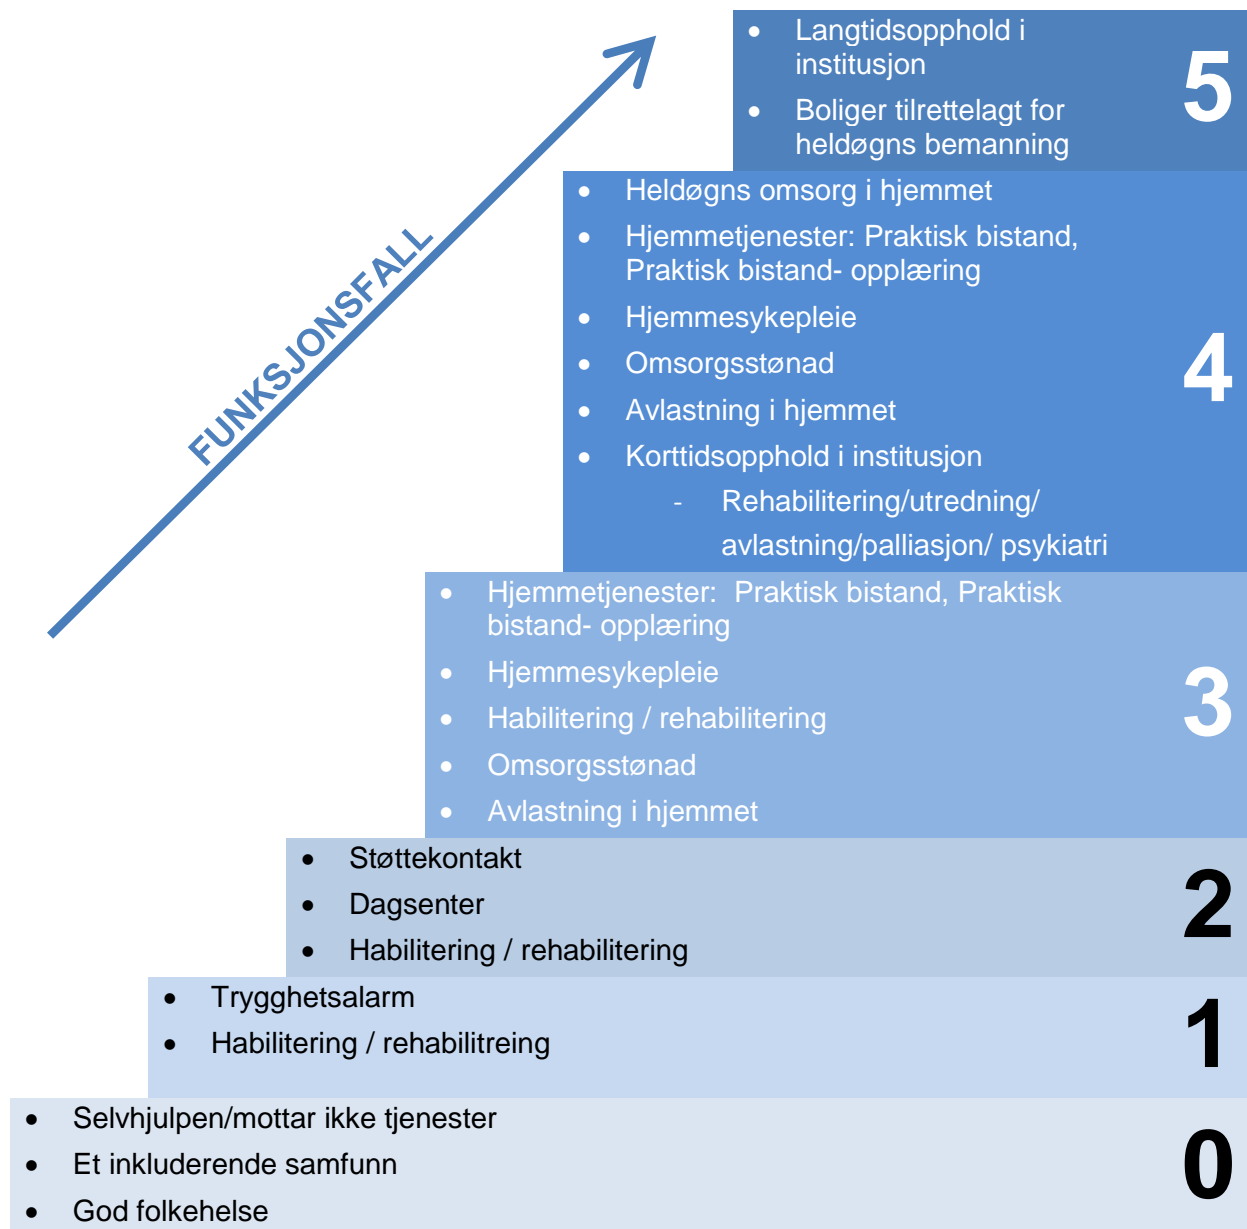 • Langtidsopphold i
institusjon
• Boliger tilrettelagt for
heldøgns bemanning
5
FUNKSJONSFALL
• Heldøgns omsorg i hjemmet
• Hjemmetjenester: Praktisk bistand,
Praktisk bistand- opplæring
• Hjemmesykepleie
• Omsorgsstønad
• Avlastning i hjemmet
• Korttidsopphold i institusjon
- Rehabilitering/utredning/
avlastning/palliasjon/ psykiatri
4
• Hjemmetjenester:  Praktisk bistand, Praktisk
bistand- opplæring
• Hjemmesykepleie
• Habilitering / rehabilitering
• Omsorgsstønad
• Avlastning i hjemmet
3
• Støttekontakt
• Dagsenter
• Habilitering / rehabilitering
2
• Trygghetsalarm
• Habilitering / rehabilitreing
1
• Selvhjulpen/mottar ikke tjenester
• Et inkluderende samfunn
• God folkehelse
0